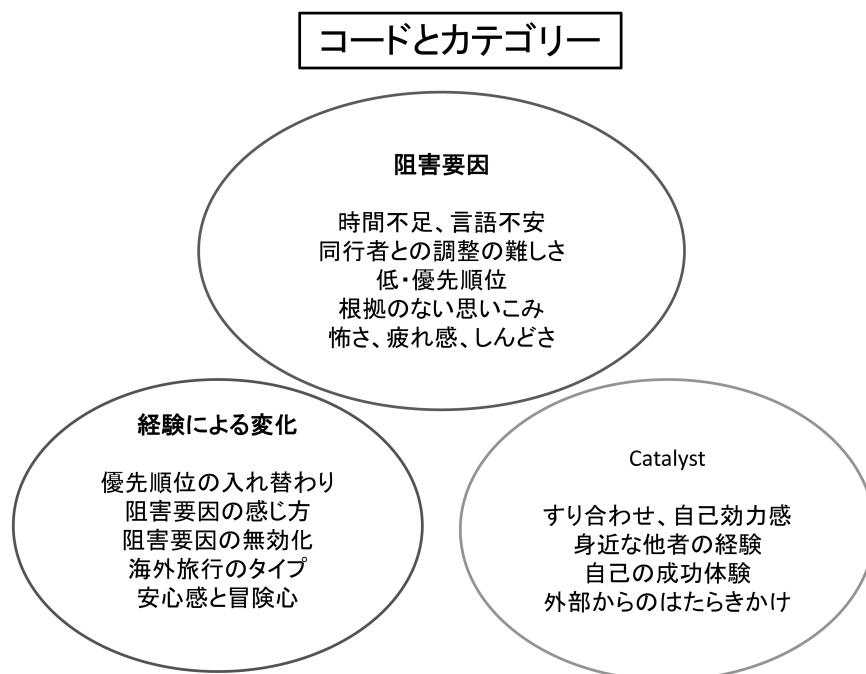 コードとカテゴリー
阻害要因
時間不足、言語不安
同行者との調整の難しさ
低・優先順位
根拠のない思いこみ
怖さ、疲れ感、しんどさ
経験による変化
優先順位の入れ替わり
阻害要因の感じ方
阻害要因の無効化
海外旅行のタイプ
安心感と冒険心
Catalyst
すり合わせ、自己効力感
身近な他者の経験
自己の成功体験
外部からのはたらきかけ